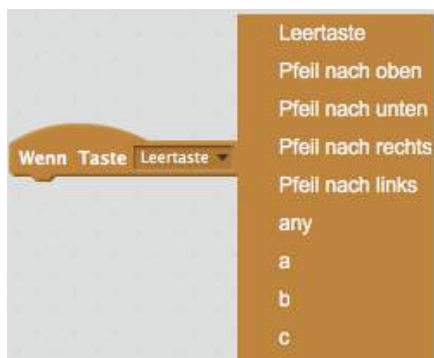 Wenn Taste Leertaste
Leertaste
Pfeil nach oben
Pfeil nach unten
Pfeil nach rechts
Pfeil nach links
any
a
b
c